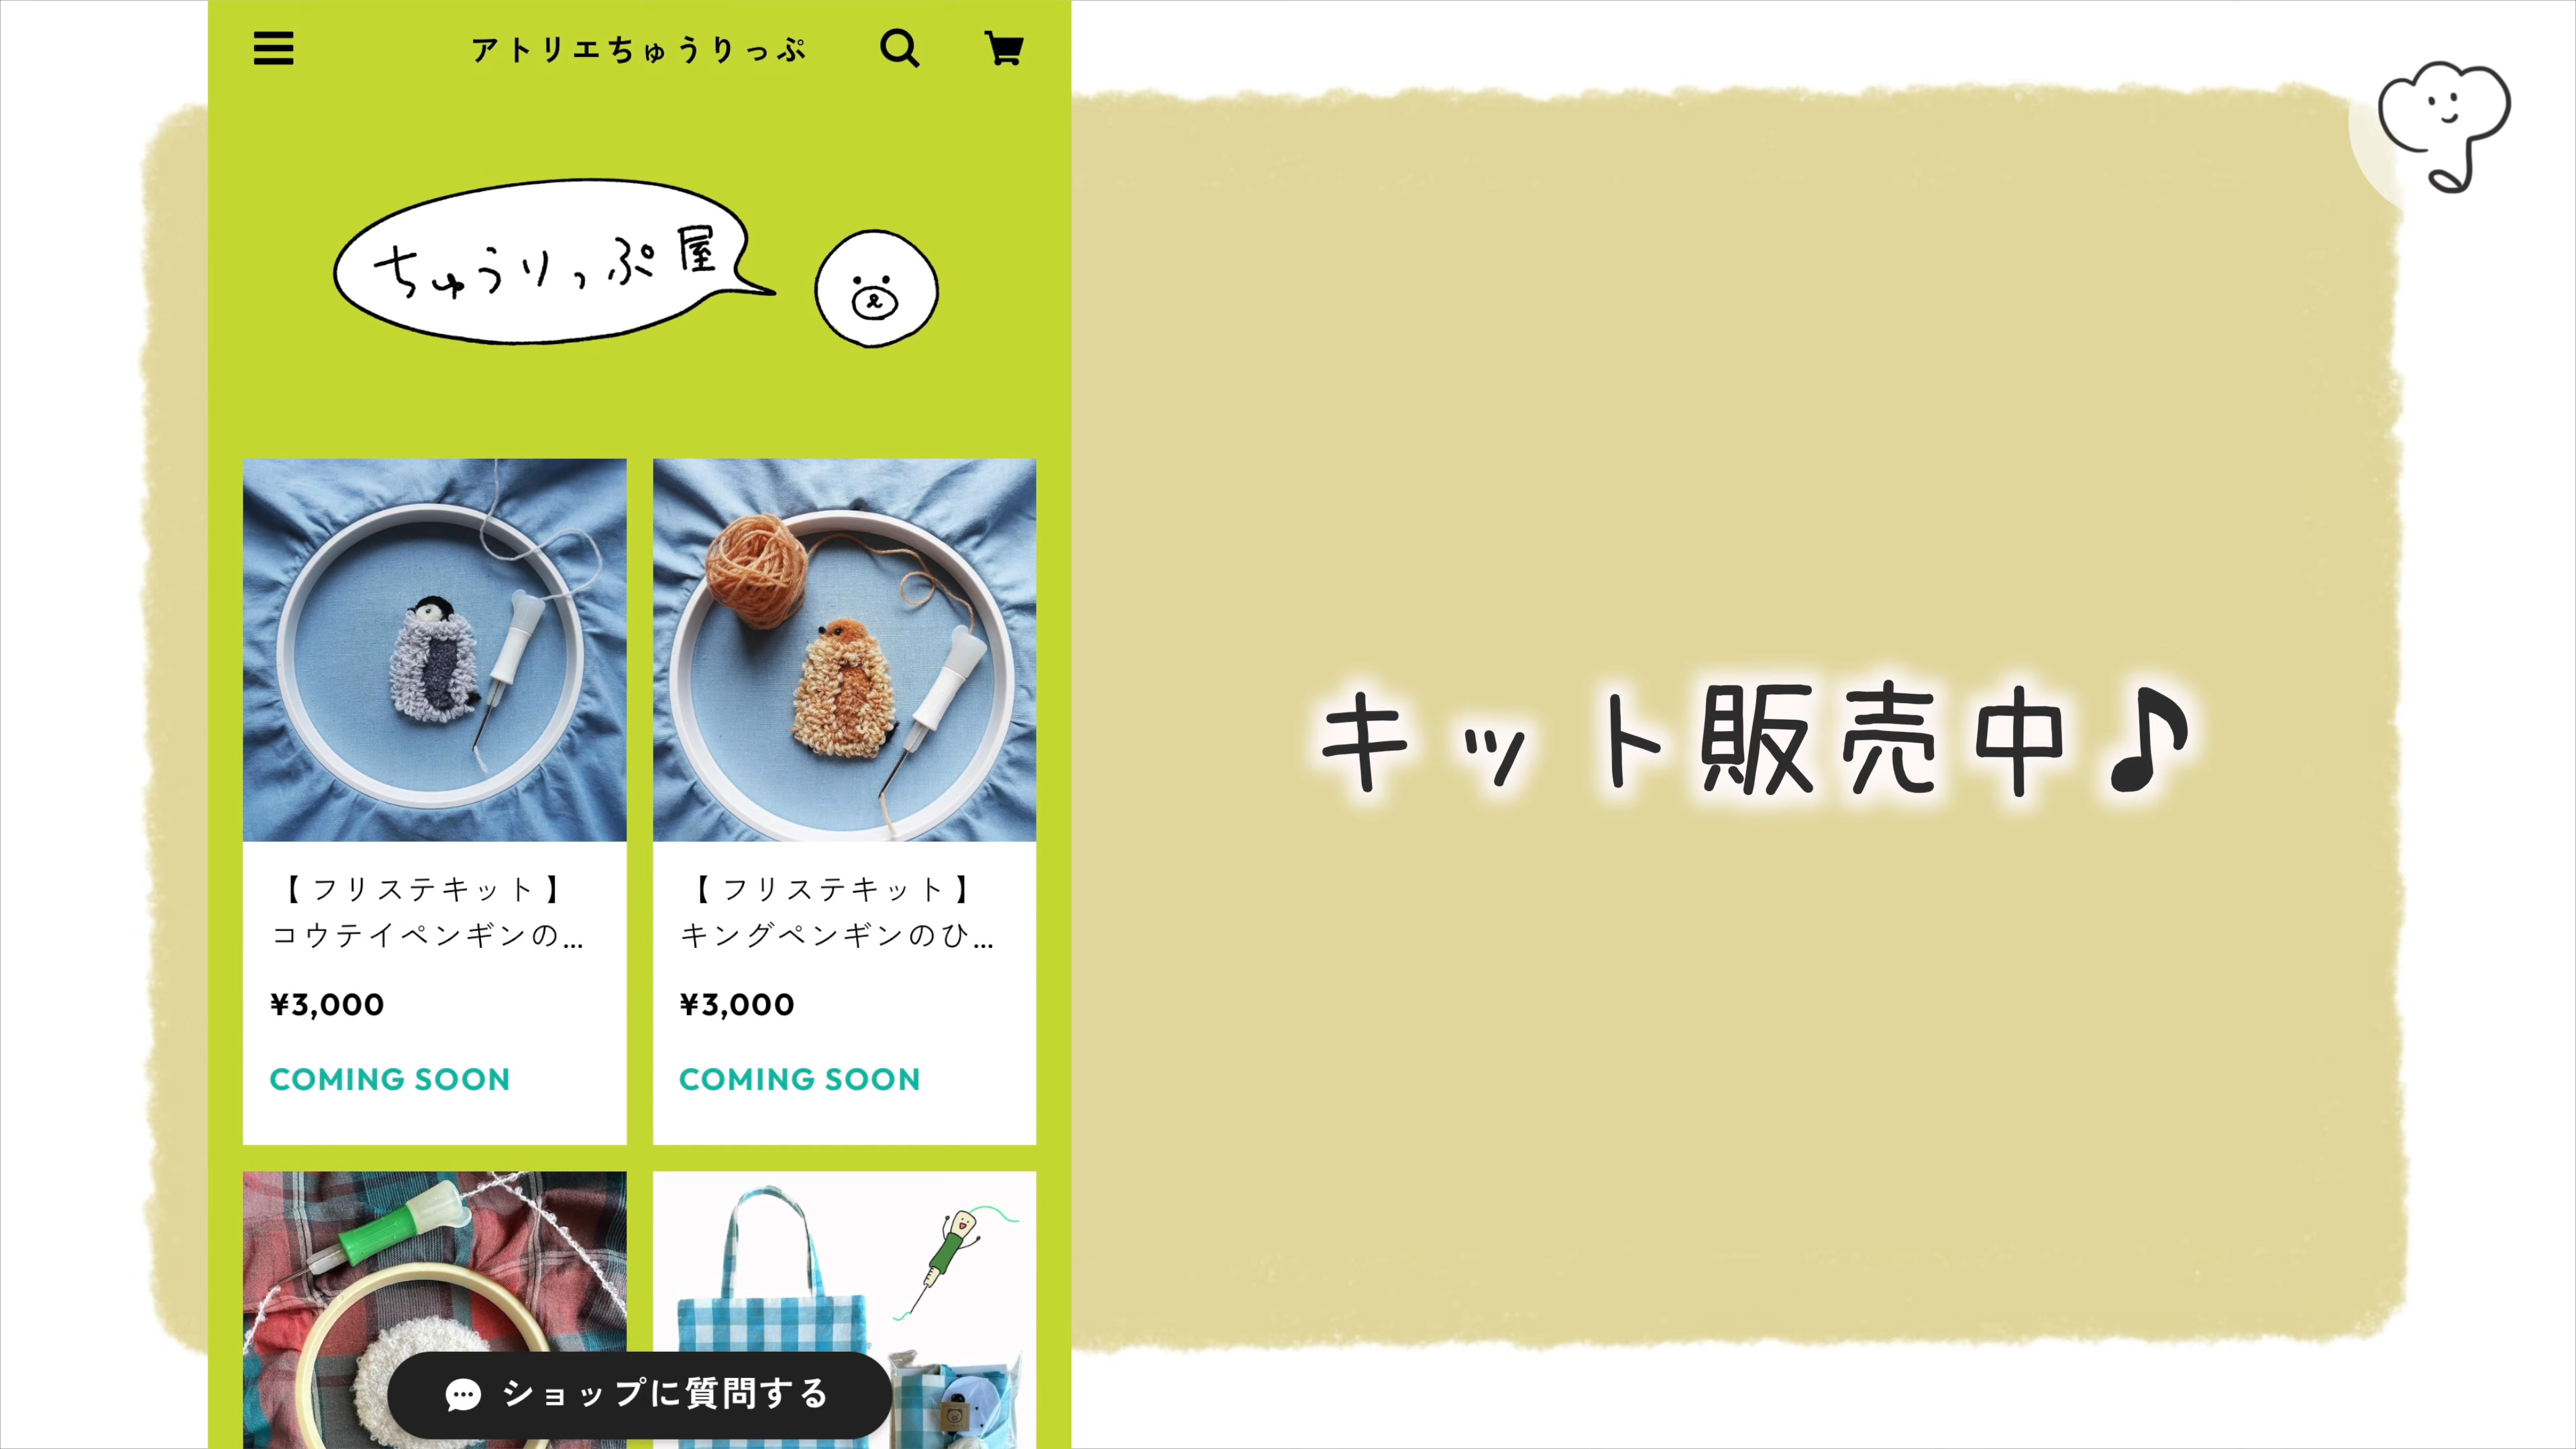 アトリエちゅうりっぷ
ちゅうりっぷ屋
【フリステキット】
コウテイペンギンの...
¥3,000
COMING SOON
【フリステキット】
キングペンギンのひ...
¥3,000
COMING SOON
ショップに質問する
キット販売中♪